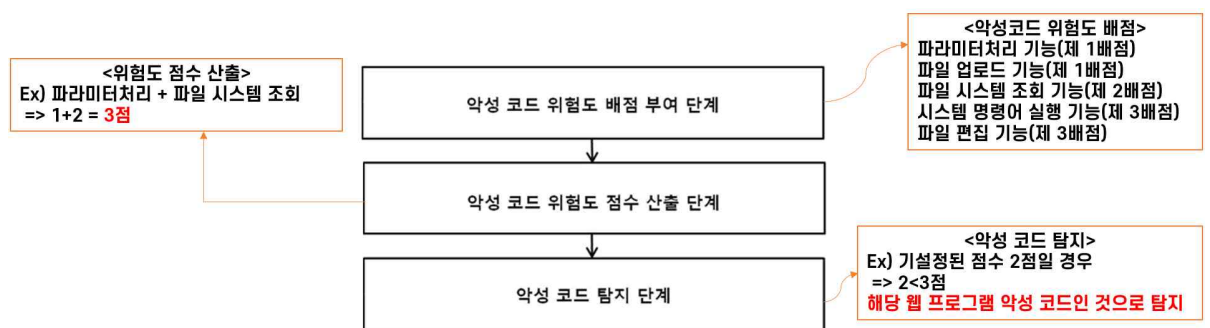 <악성코드 위험도 배점>
파라미터처리 기능(제 1배점)
파일 업로드 기능(제 1배점)
파일 시스템 조회 기능(제 2배점)
시스템 명령어 실행 기능(제 3배점)
파일 편집 기능(제 3배점)
<위험도 점수 산출>
Ex) 파라미터처리 + 파일 시스템 조회
=> 1+2 = 3점
악성 코드 위험도 배점 부여 단계
악성 코드 위험도 점수 산출 단계
악성 코드 탐지 단계
<악성 코드 탐지>
Ex) 기설정된 점수 2점일 경우
=> 2<3점
해당 웹 프로그램 악성 코드인 것으로 탐지